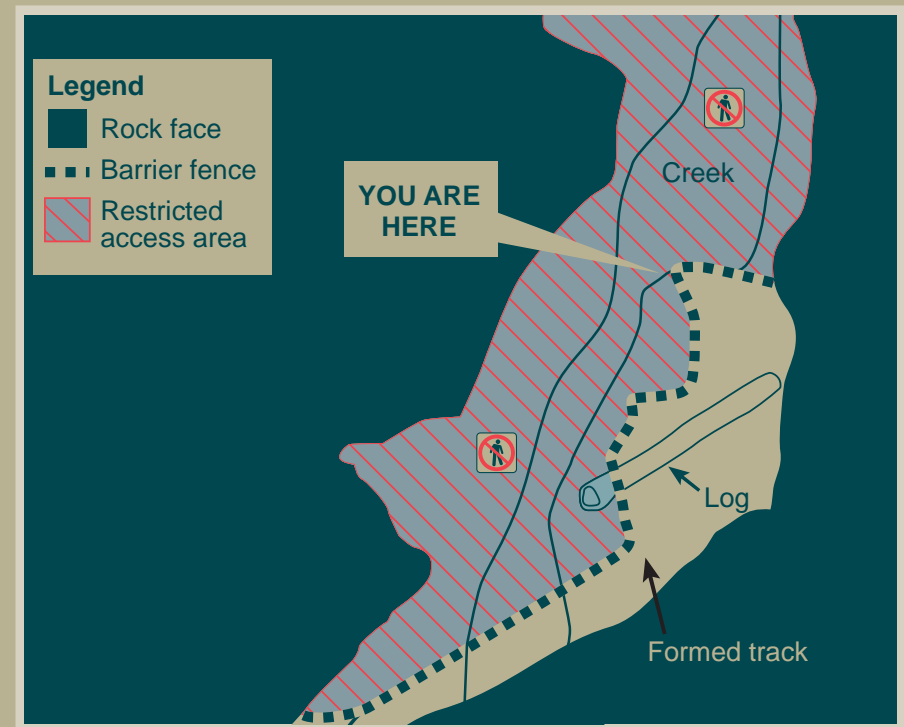 Legend
Rock face
Barrier fence
Restricted
access area
YOU ARE
HERE
Creek
Log
Formed track